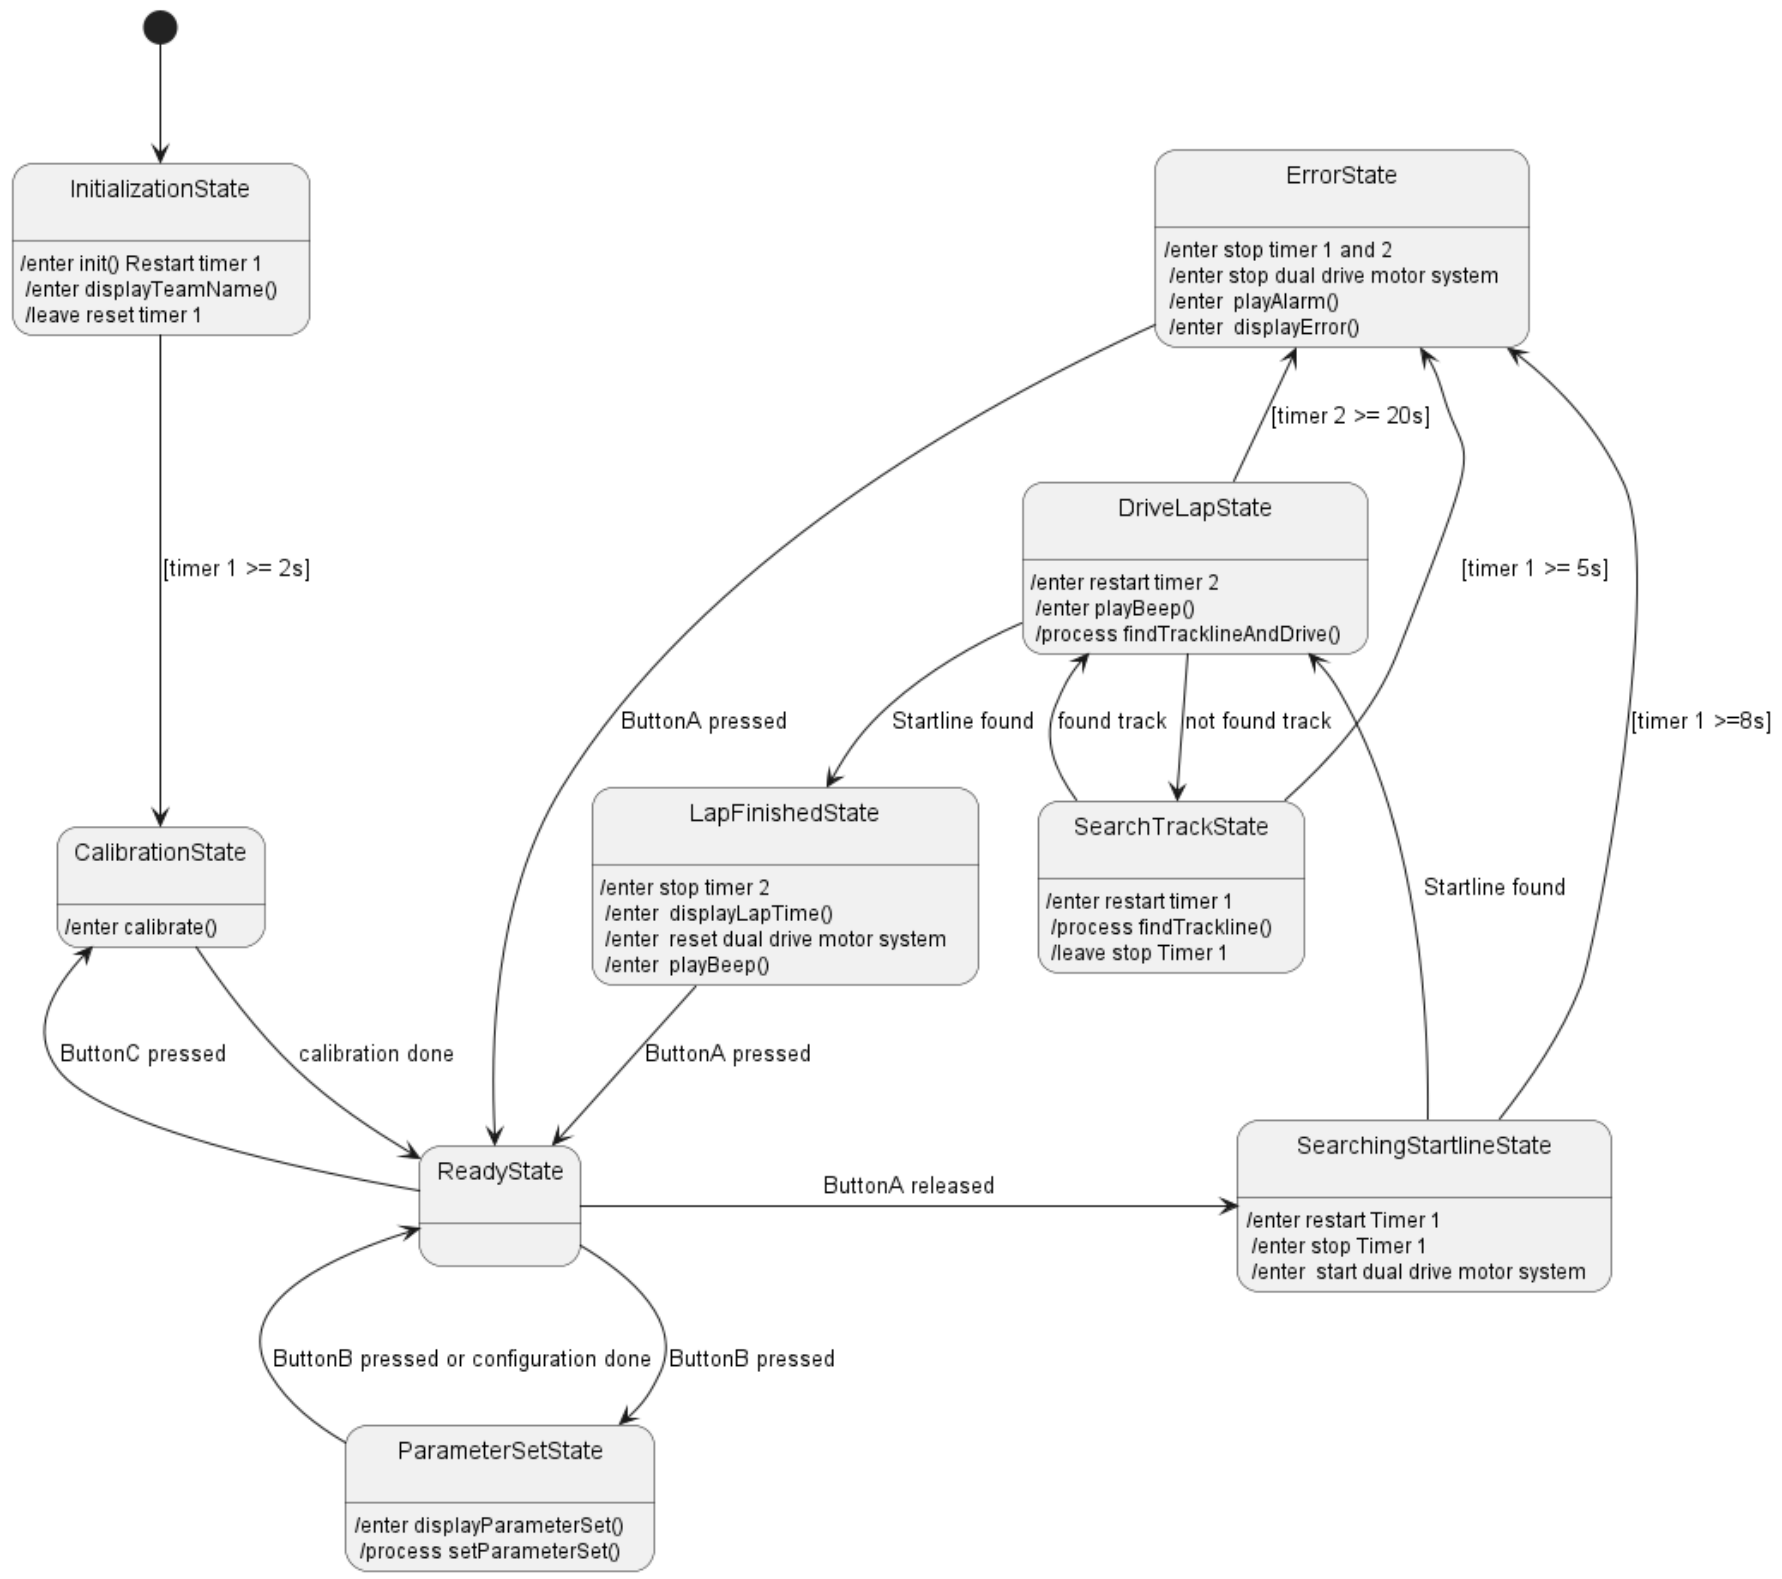 InitializationState
/enter init() Restart timer 1
/enter displayTeamName()
/leave reset timer 1
ErrorState
/enter stop timer 1 and 2
/enter stop dual drive motor system
/enter  playAlarm()
/enter  displayError()
[timer 2 >= 20s]
DriveLapState
/enter restart timer 2
/enter playBeep()
/process findTracklineAndDrive()
[timer 1 >= 2s]
[timer 1 >= 5s]
ButtonA pressed
Startline found
found track
not found track
[timer 1 >=8s]
LapFinishedState
/enter stop timer 2
/enter  displayLapTime()
/enter  reset dual drive motor system
/enter  playBeep()
SearchTrackState
/enter restart timer 1
/process findTrackline()
/leave stop Timer 1
CalibrationState
/enter calibrate()
Startline found
ButtonC pressed
calibration done
ButtonA pressed
ReadyState
ButtonA released
SearchingStartlineState
/enter restart Timer 1
/enter stop Timer 1
/enter  start dual drive motor system
ButtonB pressed or configuration done
ButtonB pressed
ParameterSetState
/enter displayParameterSet()
/process setParameterSet()